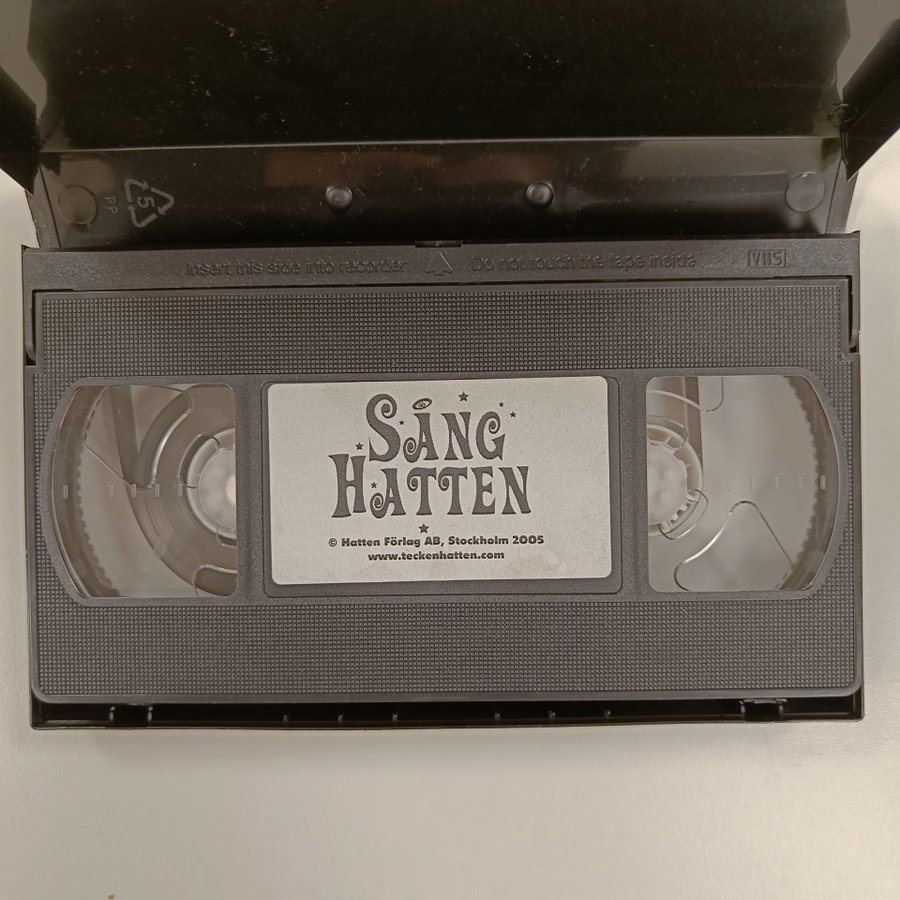 5
PP
Insert this side into recorder Do not touch the tape inside VHS
SÅNG
HATTEN
© Hatten Förlag AB, Stockholm 2005
www.teckenhatten.com